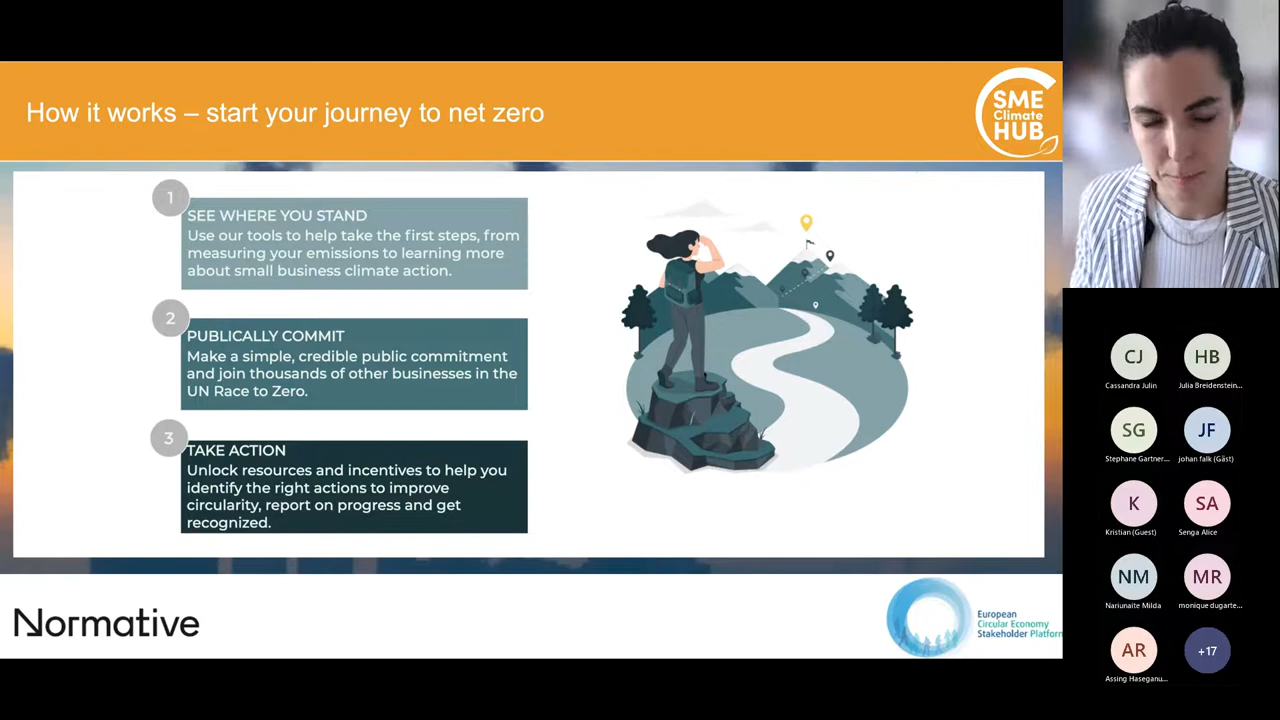 How it works – start your journey to net zero
SME
Climate
HUB
1
SEE WHERE YOU STAND
Use our tools to help take the first steps, from
measuring your emissions to learning more
about small business climate action.
2
PUBLICALLY COMMIT
Make a simple, credible public commitment
and join thousands of other businesses in the
UN Race to Zero.
3
TAKE ACTION
Unlock resources and incentives to help you
identify the right actions to improve
circularity, report on progress and get
recognized.
Normative
European
Circular Economy
Stakeholder Platform
CJ
Cassandra Julin
HB
Julia Breidenstein...
SG
Stephane Gartner...
JF
johan falk (Gäst)
K
Kristian (Guest)
SA
Senga Alice
NM
Nariunaite Milda
MR
monique dugarte...
AR
Assing Haseganu...
+17